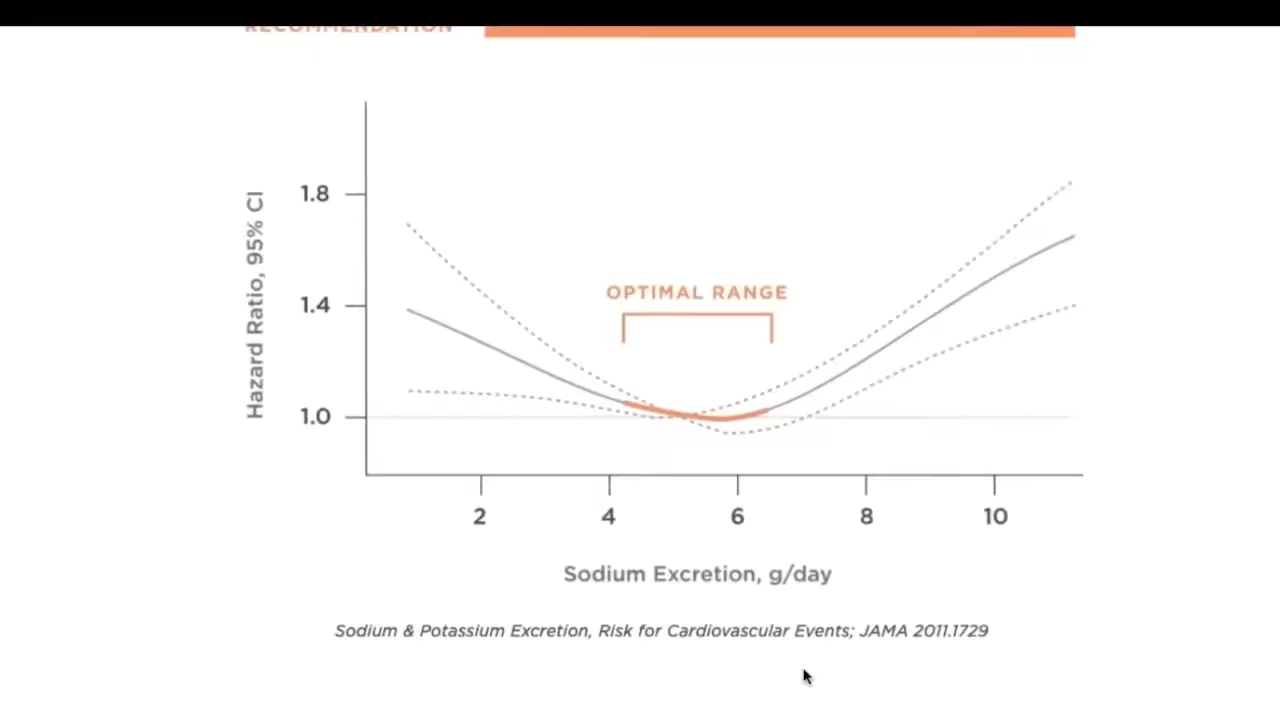 RECOMMENDATION
1.8
1.4
1.0
Hazard Ratio, 95% CI
OPTIMAL RANGE
2 4 6 8 10
Sodium Excretion, g/day
Sodium & Potassium Excretion, Risk for Cardiovascular Events; JAMA 2011.1729